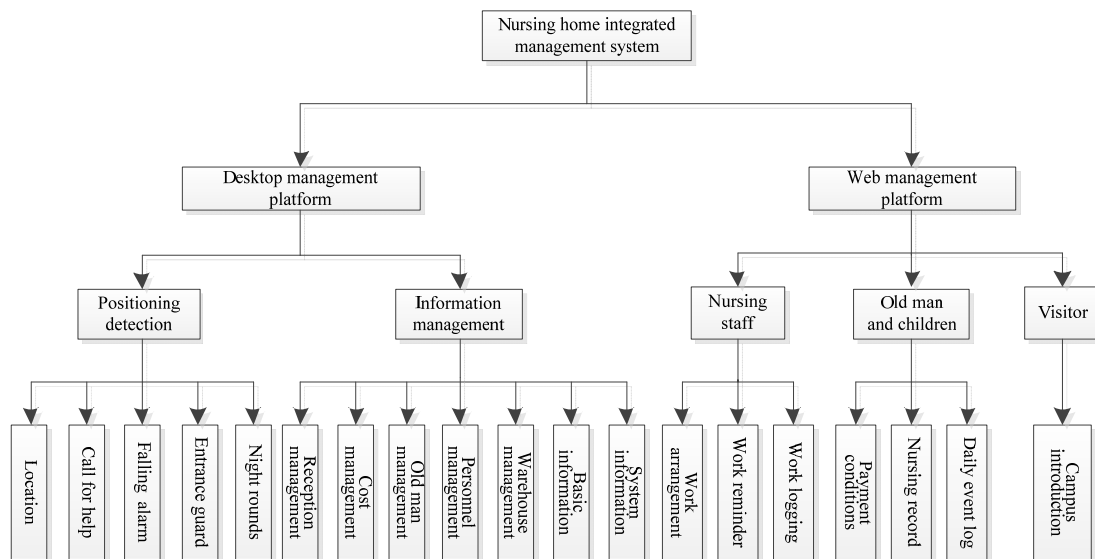 Nursing home integrated
management system
Desktop management
platform
Web management
platform
Positioning
detection
Information
management
Nursing
staff
Old man
and children
Visitor
Location
Call for help
Falling alarm
Entrance guard
Night rounds
Reception
management
Cost
management
Old man
management
Personnel
management
Warehouse
management
Basic
information
System
information
Work
arrangement
Work reminder
Work logging
Payment
conditions
Nursing record
Daily event log
Campus
introduction